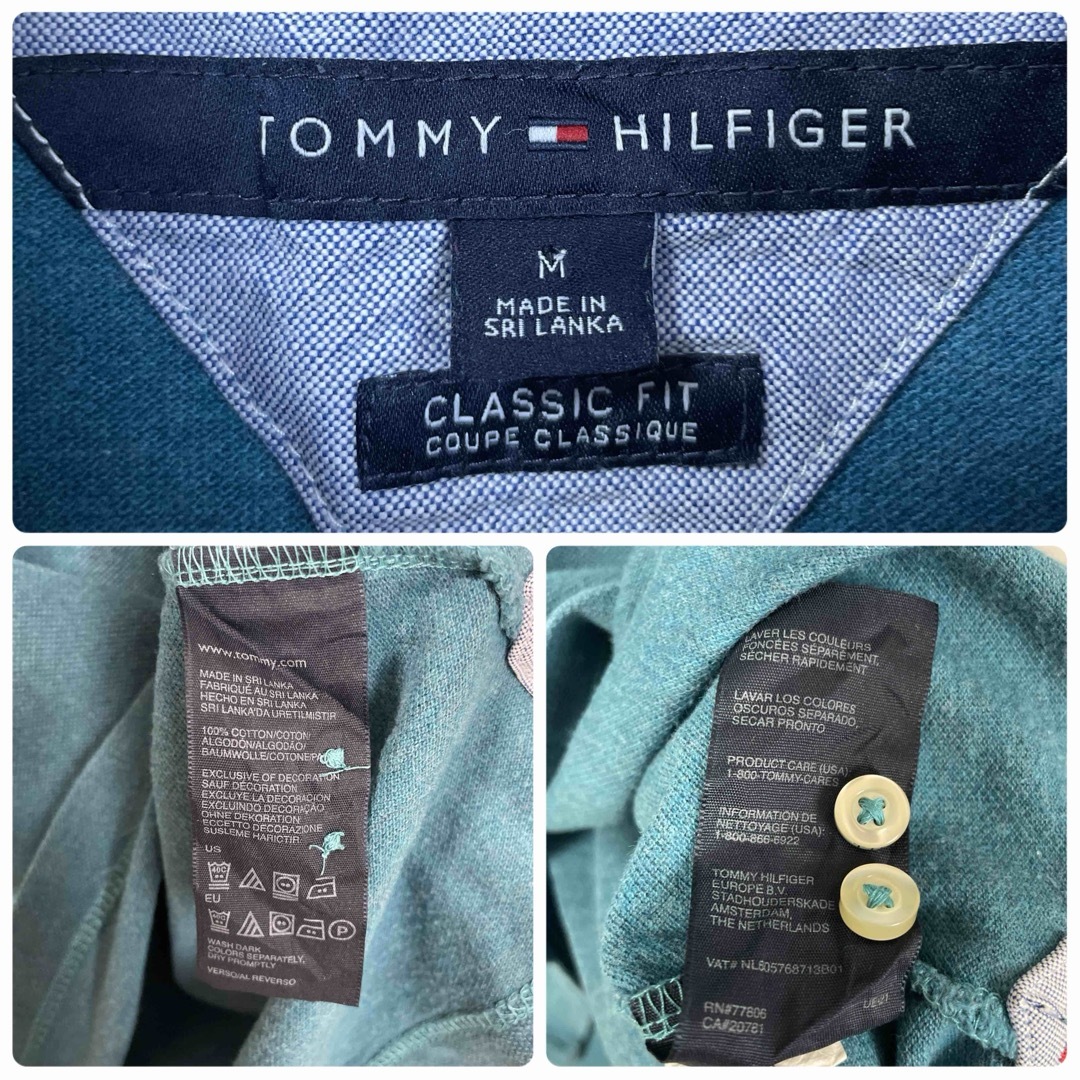 TOMMY HILFIGER
M
MADE IN
SRI LANKA
CLASSIC FIT
COUPE CLASSIQUE
www.tommy.com
MADE IN SRI LANKA
FABRIQUÉ AU SRI LANKA
HECHO EN SRI LANKA
SRI LANKA'DA URETILMISTIR
100% COTTON/COTON/
ALGODÓN/ALGODÃO/
BAUMWOLLE/COTONE/PA
EXCLUSIVE OF DECORATION
SAUF DECORATION
EXCLUYE LA DECORACION
EXCLUINDO DECORAÇÃO
OHNE DEKORATION
ECCETTO DECORAZIONE
SUSLEME HARICTIR
US
40C
EU
P
WASH DARK
COLORS SEPARATELY,
DRY PROMPTLY
VERSO/AL REVERSO
LAVER LES COULEURS
FONCÉES SÉPARÉMENT,
SÉCHER RAPIDEMENT
LAVAR LOS COLORES
OSCUROS SEPARADO,
SECAR PRONTO
PRODUCT CARE (USA)
1-800-TOMMY-CARES
INFORMATION DE
NETTOYAGE (USA):
1-800-866-6922
TOMMY HILFIGER
EUROPE B.V.
STADHOUDERSKADE
AMSTERDAM,
THE NETHERLANDS
VAT# NL805768713B01
RN#77806
CA#20781